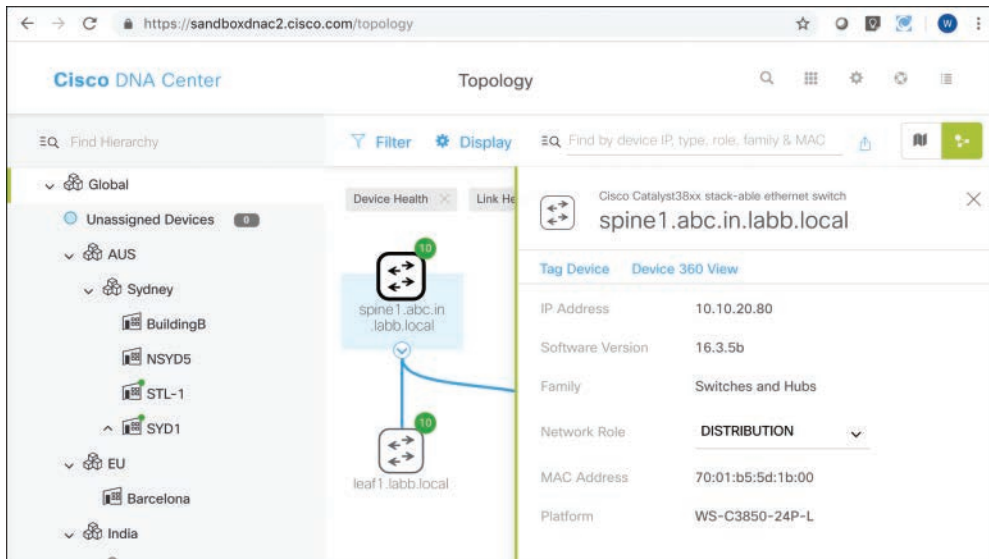 https://sandboxdnac2.cisco.com/topology
W
Cisco DNA Center
Topology
Find Hierarchy
Filter
Display
Find by device IP, type, role, family & MAC
Global
Unassigned Devices 0
AUS
Sydney
BuildingB
NSYD5
STL-1
SYD1
EU
Barcelona
India
Device Health
Link He
10
spine1.abc.in
.labb.local
10
leaf1.labb.local
Cisco Catalyst38xx stack-able ethernet switch
spine1.abc.in.labb.local
Tag Device Device 360 View
IP Address 10.10.20.80
Software Version 16.3.5b
Family Switches and Hubs
Network Role DISTRIBUTION
MAC Address 70:01:b5:5d:1b:00
Platform WS-C3850-24P-L